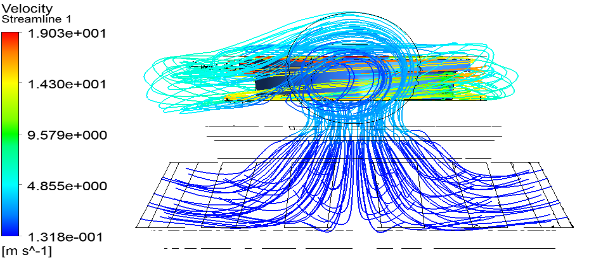 Velocity
Streamline 1
1.903e+001
1.430e+001
9.579e+000
4.855e+000
1.318e-001
[m s^-1]